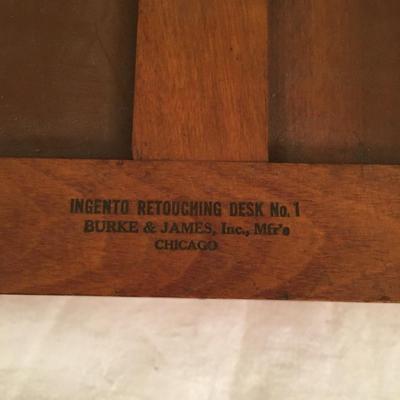 INGENTO RETOUCHING DESK No. 1
BURKE & JAMES, Inc., Mfr's
CHICAGO